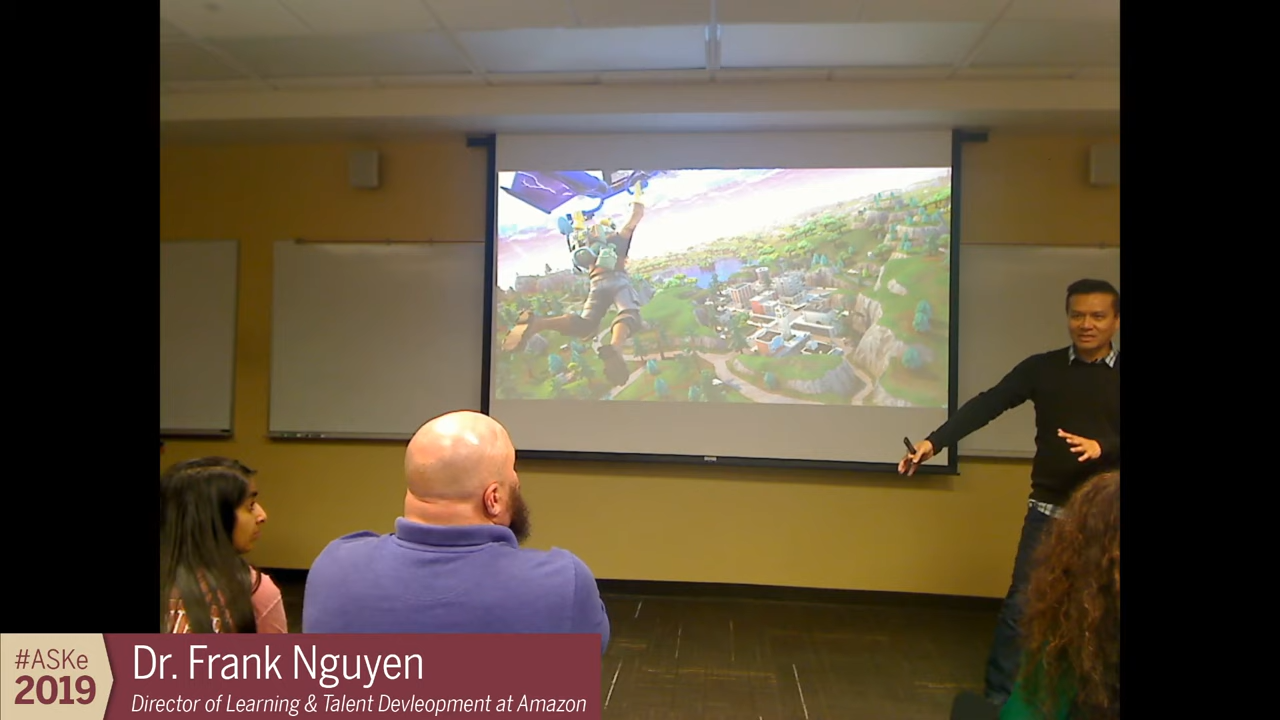 #ASKe
2019
Dr. Frank Nguyen
Director of Learning & Talent Devleopment at Amazon